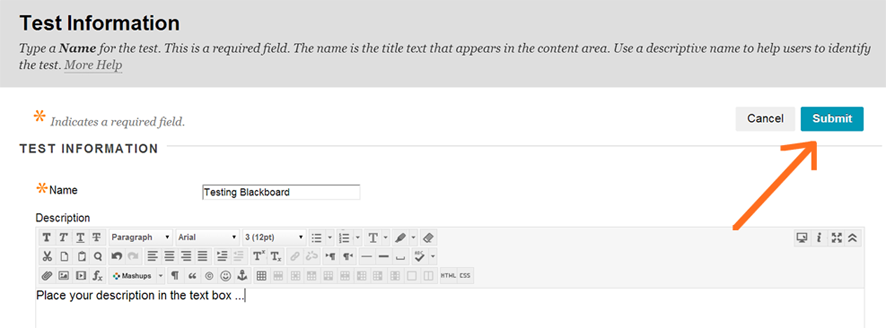 Test Information
Type a Name for the test. This is a required field. The name is the title text that appears in the content area. Use a descriptive name to help users to identify
the test. More Help
Indicates a required field.
Cancel Submit
TEST INFORMATION
Name Testing Blackboard
Description
T T T T Paragraph Arial 3 (12pt) T
T T ABC
fx Mashups © HTML CSS
Place your description in the text box ...